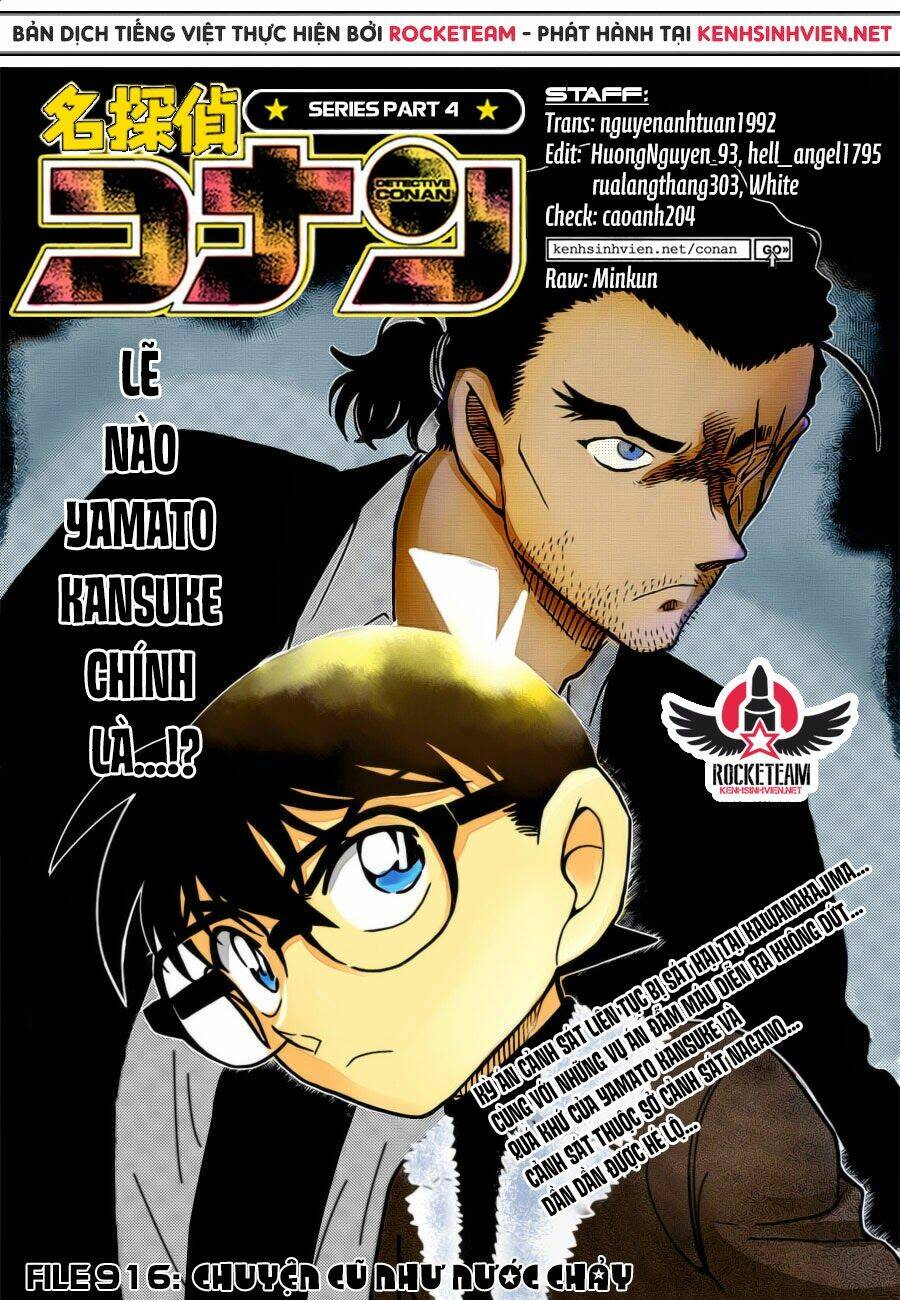 BẢN DỊCH TIẾNG VIỆT THỰC HIỆN BỞI ROCKETEAM - PHÁT HÀNH TẠI KENHSINHVIEN.NET
名探偵
SERIES PART 4
コナン
DETECTIVE
CONAN
STAFF:
Trans: nguyenanhtuan1992
Edit: HuongNguyen_93, hell_angel1795
rualangthang303, White
Check: caoanh204
kenhsinhvien.net/conan GO»
Raw: Minkun
LẼ
NÀO
YAMATO
KANSUKE
CHÍNH
LÀ...!?
ROCKETEAM
KENHSINHVIEN.NET
KỲ ÁN CẢNH SÁT LIÊN TỤC BỊ SÁT HẠI TẠI KAWANAKAJIMA...
CÙNG VỚI NHỮNG VỤ ÁN ĐẪM MÁU DIỄN RA KHÔNG DỨT...
QUÁ KHỨ CỦA YAMATO KANSUKE VÀ
CẢNH SÁT THUỘC SỞ CẢNH SÁT NAGANO...
DẦN DẦN ĐƯỢC HÉ LỘ...
FILE 916: CHUYỆN CŨ NHƯ NƯỚC CHẢY